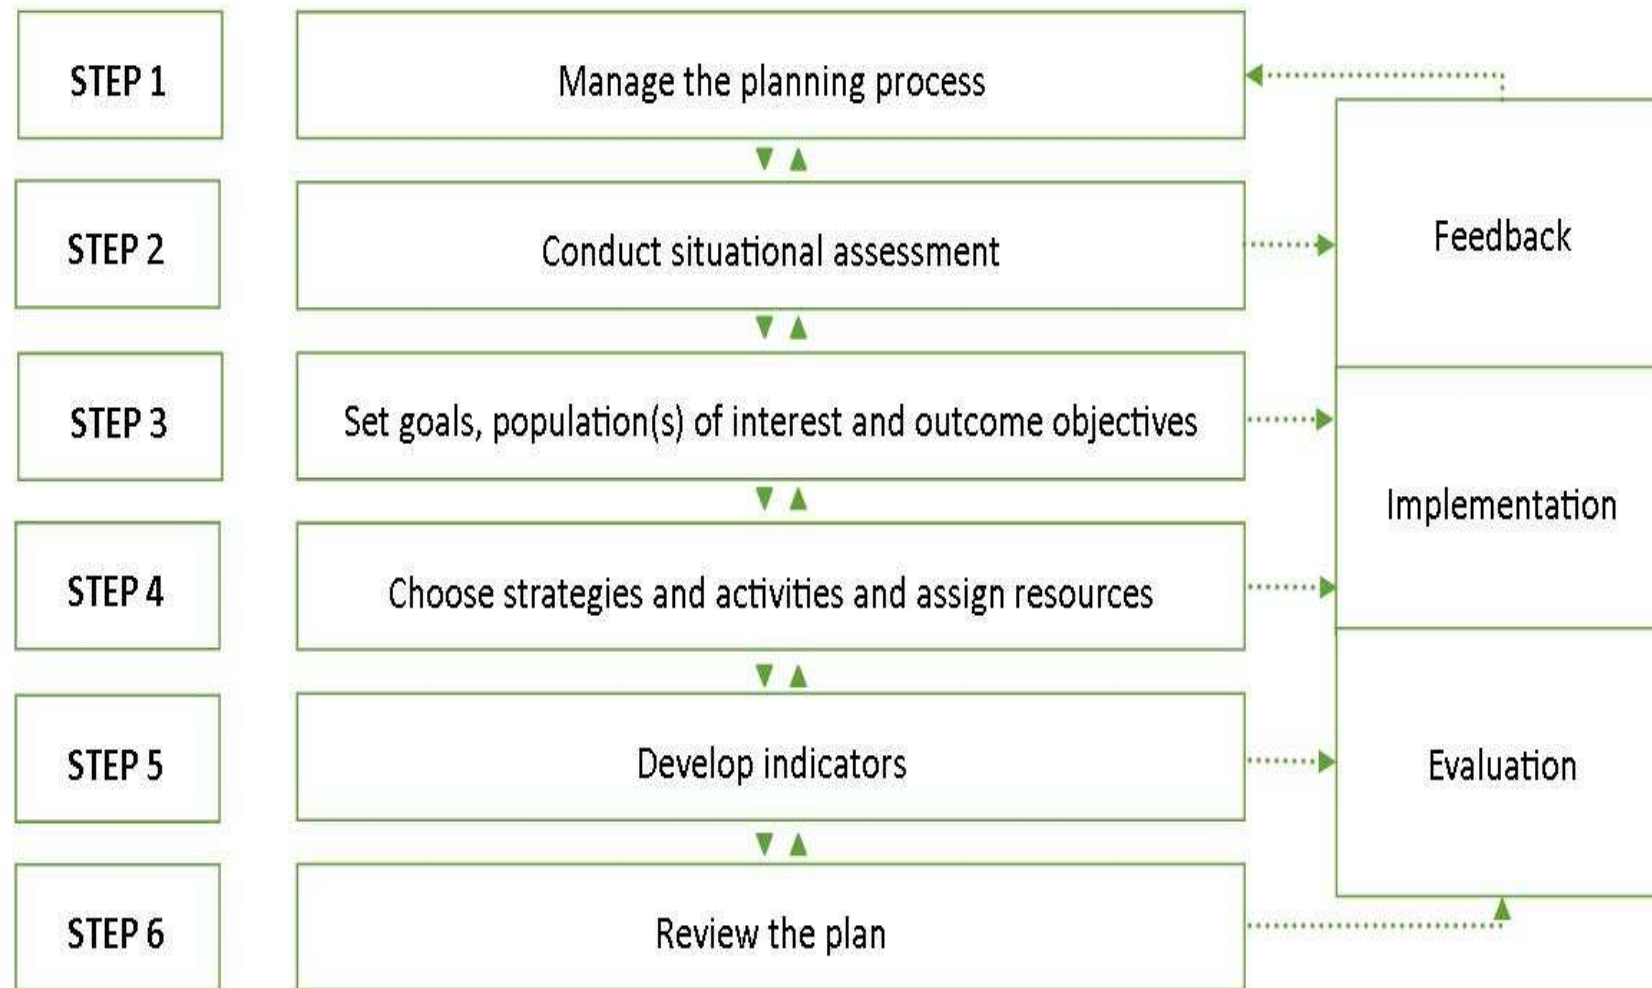 STEP 1
Manage the planning process
STEP 2
Conduct situational assessment
Feedback
STEP 3
Set goals, population(s) of interest and outcome objectives
Implementation
STEP 4
Choose strategies and activities and assign resources
STEP 5
Develop indicators
Evaluation
STEP 6
Review the plan